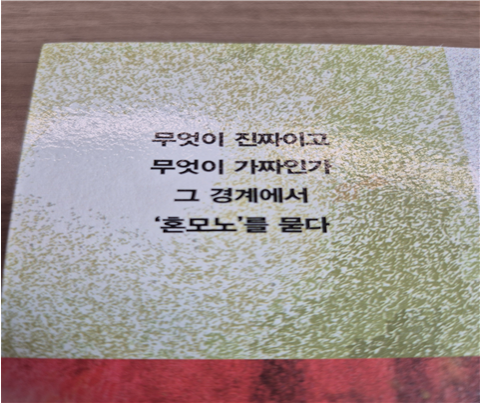 무엇이 진짜이고
무엇이 가짜인가
그 경계에서
‘혼모노’를 묻다